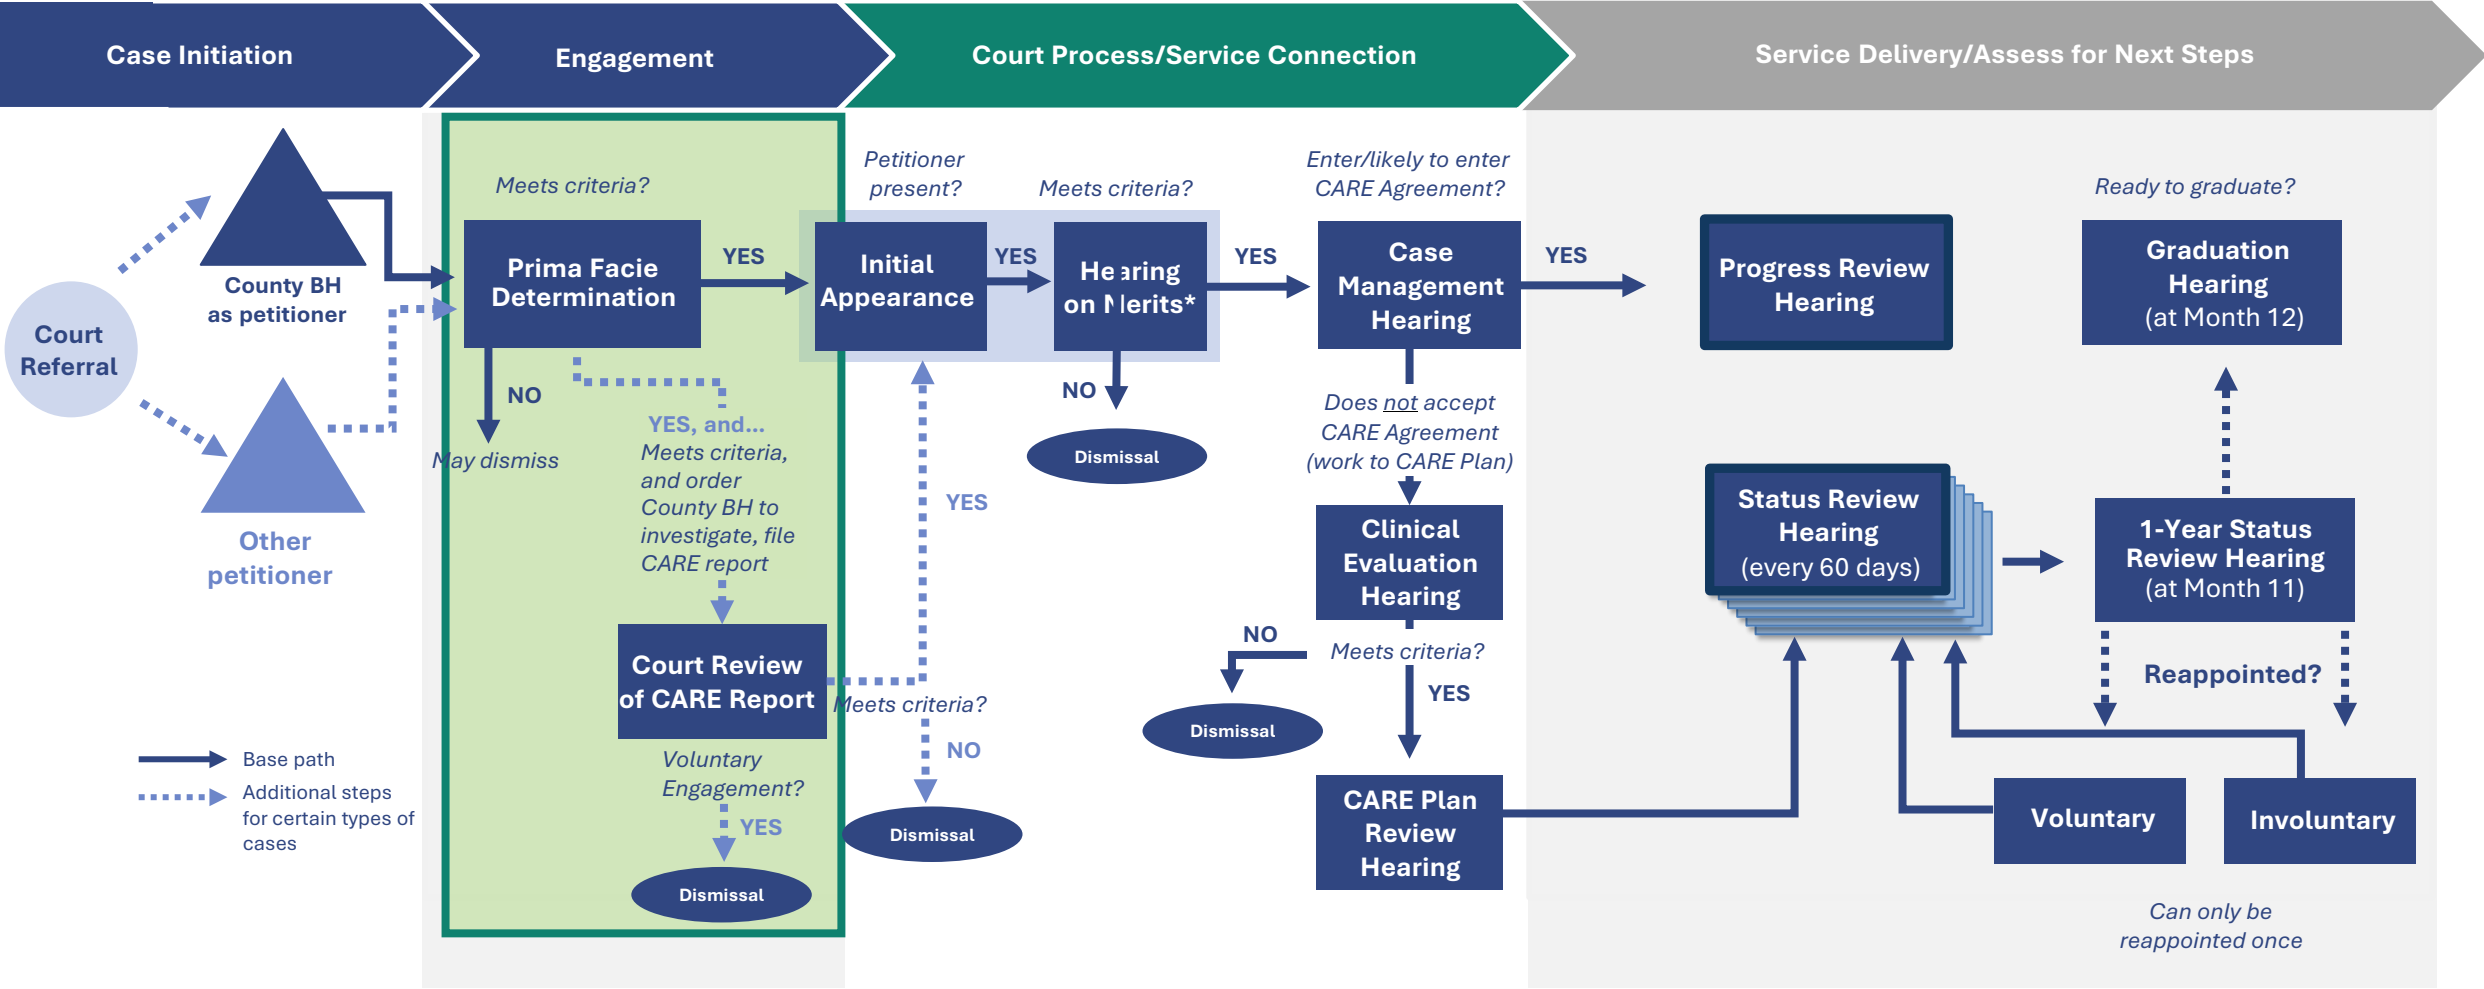 Case Initiation
Engagement
Court Process/Service Connection
Service Delivery/Assess for Next Steps
Court
Referral
County BH
as petitioner
Other
petitioner
Base path
Additional steps
for certain types of
cases
Meets criteria?
Prima Facie
Determination
YES
NO
May dismiss
YES, and...
Meets criteria,
and order
County BH to
investigate, file
CARE report
Court Review
of CARE Report
Voluntary
Engagement?
YES
Dismissal
Petitioner
present?
Initial
Appearance
YES
YES
Meets criteria?
NO
Dismissal
Meets criteria?
Hearing
on Merits*
YES
NO
Dismissal
Enter/likely to enter
CARE Agreement?
Case
Management
Hearing
YES
Does not accept
CARE Agreement
(work to CARE Plan)
Clinical
Evaluation
Hearing
Meets criteria?
NO
Dismissal
YES
CARE Plan
Review
Hearing
Progress Review
Hearing
Status Review
Hearing
(every 60 days)
Ready to graduate?
Graduation
Hearing
(at Month 12)
1-Year Status
Review Hearing
(at Month 11)
Reappointed?
Voluntary
Involuntary
Can only be
reappointed once